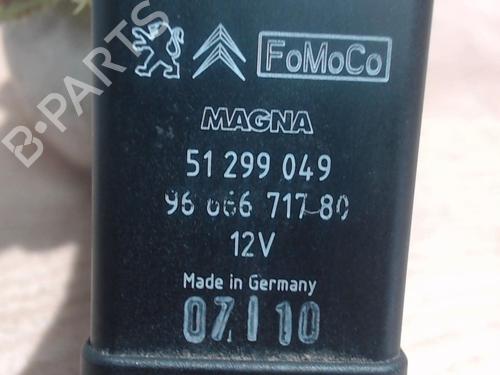 FoMoCo
MAGNA
51 299 049
96 666 717 80
12V
Made in Germany
07/10
B-PARTS